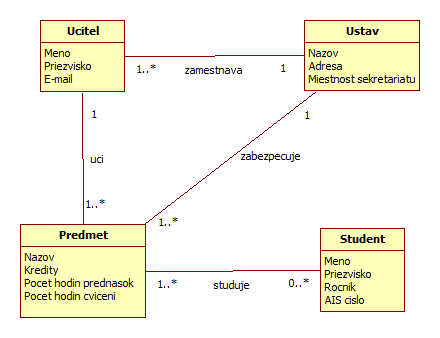 Ucitel
Meno
Priezvisko
E-mail
Ustav
Nazov
Adresa
Miestnost sekretariatu
1..*
zamestnava
1
1
uci
1..*
1
zabezpecuje
1..*
Predmet
Nazov
Kredity
Pocet hodin prednasok
Pocet hodin cviceni
1..*
studuje
0..*
Student
Meno
Priezvisko
Rocnik
AIS cislo